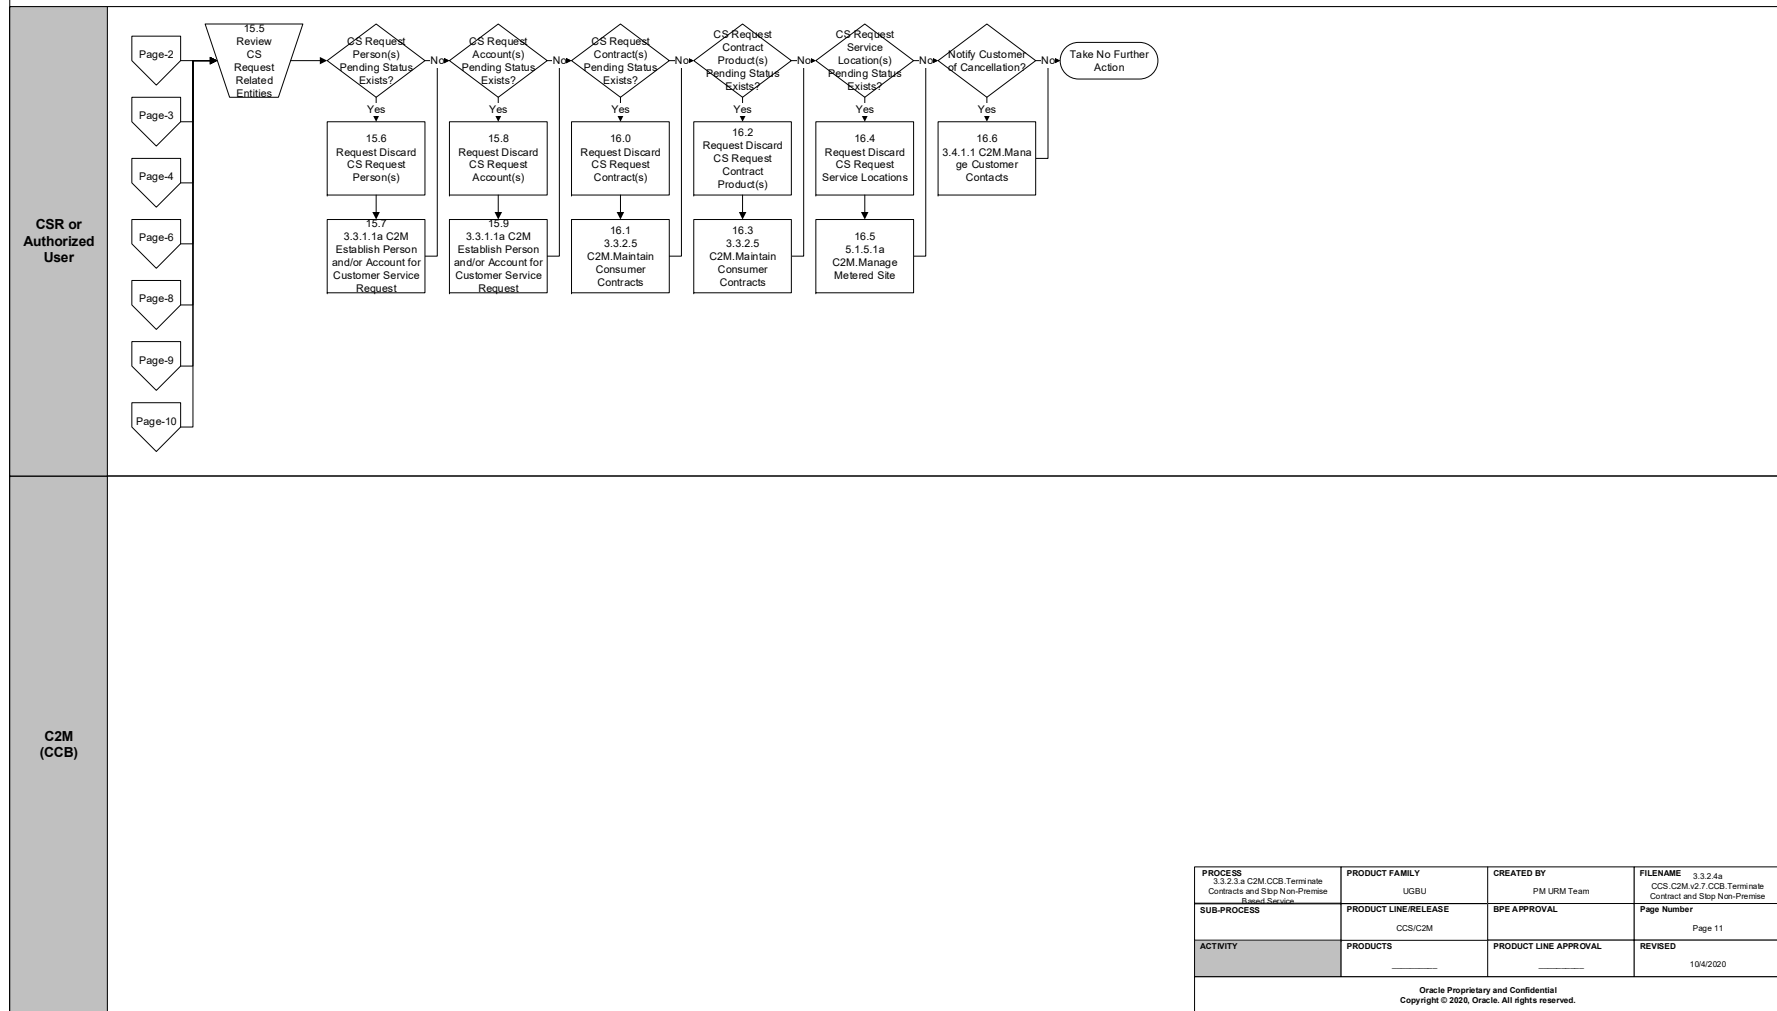 CSR or
Authorized
User
Page-2
Page-3
Page-4
Page-6
Page-8
Page-9
Page-10
15.5
Review
CS
Request
Related
Entities
CS Request
Person(s)
Pending Status
Exists?
No
Yes
15.6
Request Discard
CS Request
Person(s)
15.7
3.3.1.1a C2M
Establish Person
and/or Account for
Customer Service
Request
CS Request
Account(s)
Pending Status
Exists?
No
Yes
15.8
Request Discard
CS Request
Account(s)
15.9
3.3.1.1a C2M
Establish Person
and/or Account for
Customer Service
Request
CS Request
Contract(s)
Pending Status
Exists?
No
Yes
16.0
Request Discard
CS Request
Contract(s)
16.1
3.3.2.5
C2M.Maintain
Consumer
Contracts
CS Request
Contract
Product(s)
Pending Status
Exists?
No
Yes
16.2
Request Discard
CS Request
Contract
Product(s)
16.3
3.3.2.5
C2M.Maintain
Consumer
Contracts
CS Request
Service
Location(s)
Pending Status
Exists?
No
Yes
16.4
Request Discard
CS Request
Service Locations
16.5
5.1.5.1a
C2M.Manage
Metered Site
Notify Customer
of Cancellation?
No
Yes
16.6
3.4.1.1 C2M.Mana
ge Customer
Contacts
Take No Further
Action
C2M
(CCB)
PROCESS
3.3.2.3.a C2M.CCB.Terminate
Contracts and Stop Non-Premise
Based Service
PRODUCT FAMILY
UGBU
CREATED BY
PM URM Team
FILENAME 3.3.2.4a
CCS.C2M.v2.7.CCB.Terminate
Contract and Stop Non-Premise
SUB-PROCESS
PRODUCT LINE/RELEASE
CCS/C2M
BPE APPROVAL
Page Number
Page 11
ACTIVITY
PRODUCTS
PRODUCT LINE APPROVAL
REVISED
10/4/2020
Oracle Proprietary and Confidential
Copyright © 2020, Oracle. All rights reserved.